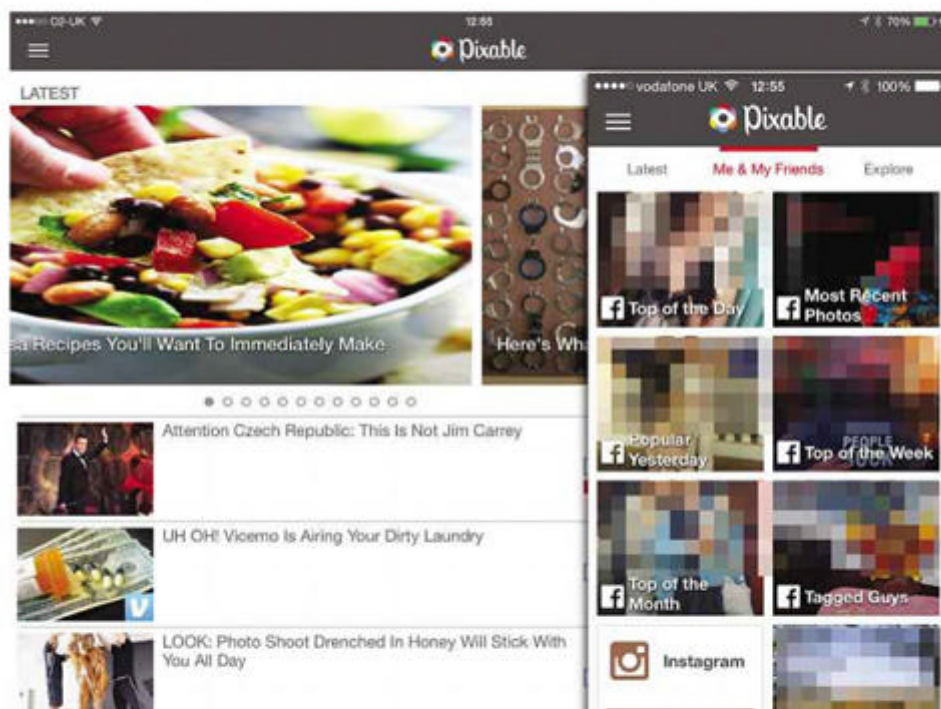 O2-UK
12:55
70%
Pixable
LATEST
sa Recipes You'll Want To Immediately Make
Here's Wha
Attention Czech Republic: This Is Not Jim Carrey
UH OH! Vicemo Is Airing Your Dirty Laundry
LOOK: Photo Shoot Drenched In Honey Will Stick With
You All Day
vodafone UK 12:55 100%
Pixable
Latest Me & My Friends Explore
Top of the Day
Most Recent
Photos
Popular
Yesterday
PEOPLE
Top of the Week
Top of the
Month
Tagged Guys
Instagram